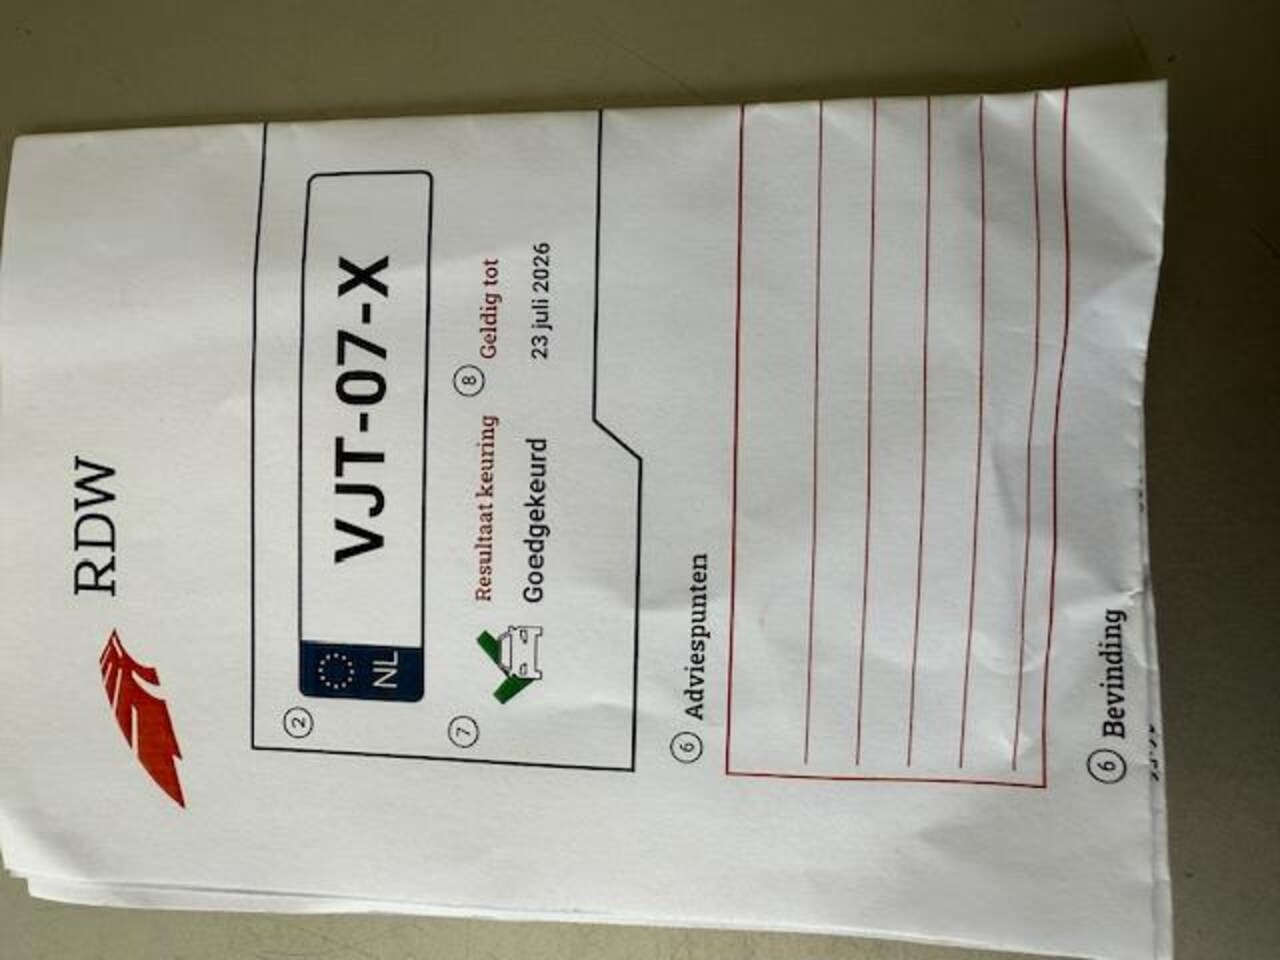 RDW
2
NL
VJT-07-X
7
Resultaat keuring
Goedgekeurd
8
Geldig tot
23 juli 2026
6 Adviespunten
6 Bevinding